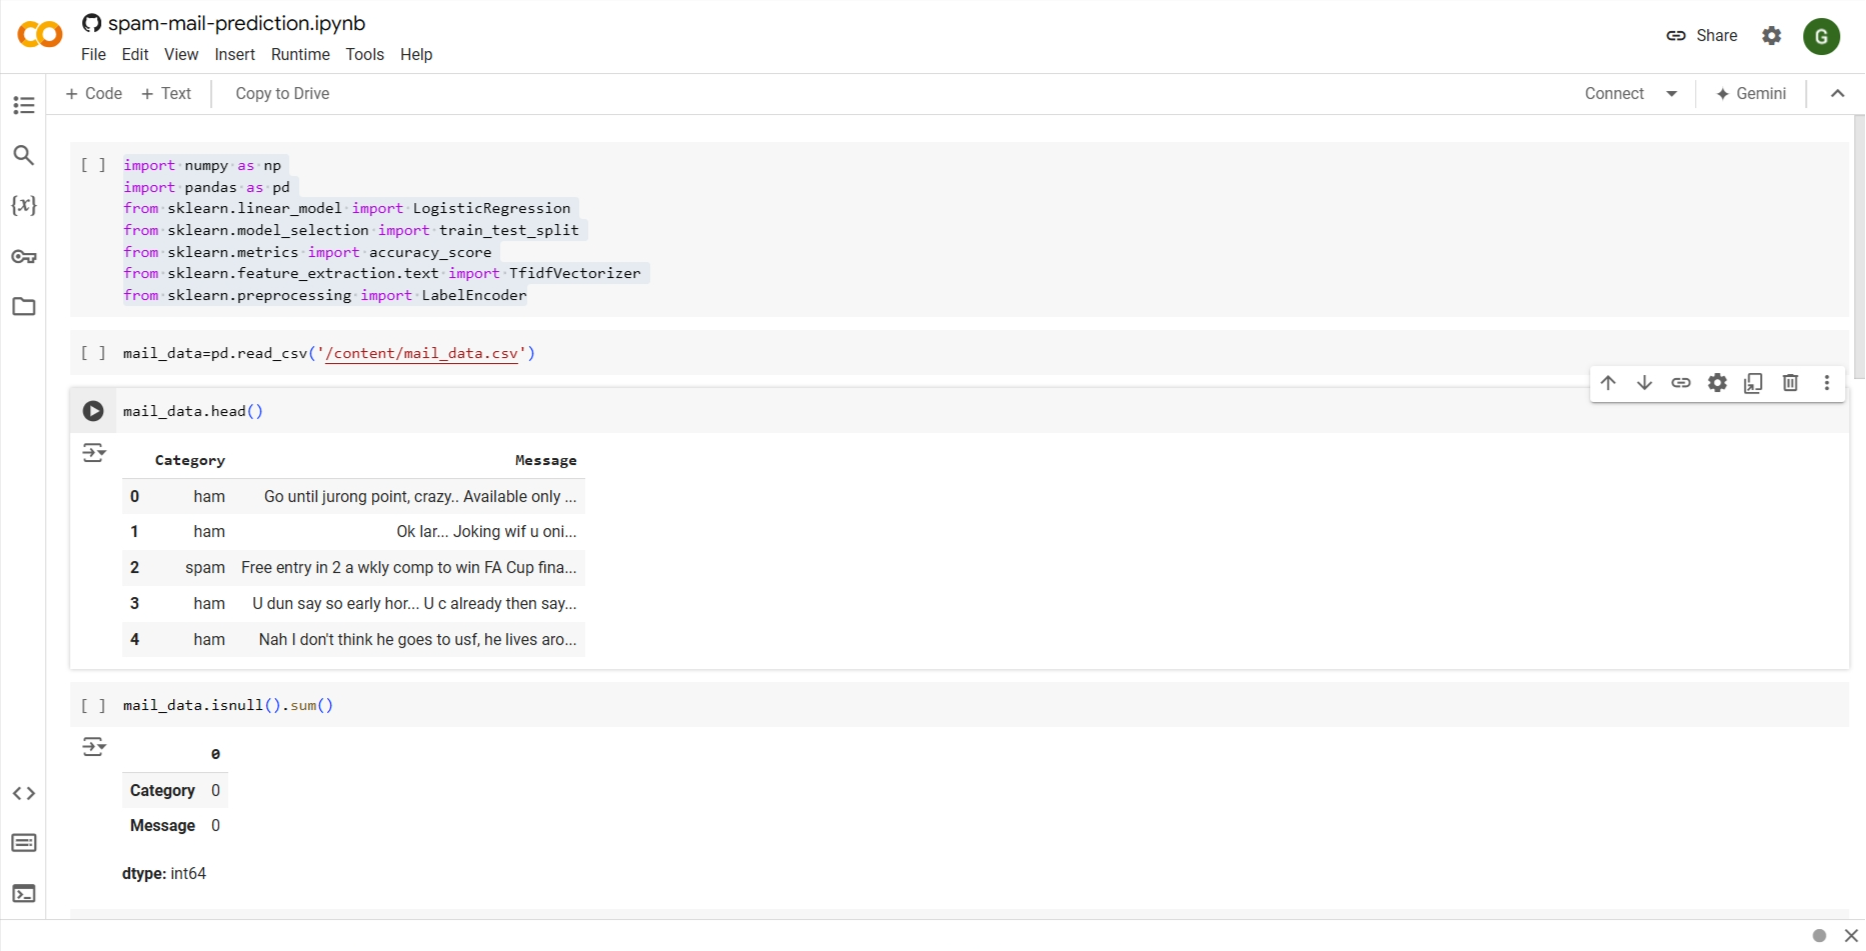 spam-mail-prediction.ipynb
File Edit View Insert Runtime Tools Help
Share
G
+ Code + Text Copy to Drive
Connect Gemini
[ ] import numpy as np
import pandas as pd
from sklearn.linear_model import LogisticRegression
from sklearn.model_selection import train_test_split
from sklearn.metrics import accuracy_score
from sklearn.feature_extraction.text import TfidfVectorizer
from sklearn.preprocessing import LabelEncoder
[ ] mail_data=pd.read_csv('/content/mail_data.csv')
mail_data.head()
Category Message
0 ham Go until jurong point, crazy.. Available only ...
1 ham Ok lar... Joking wif u oni...
2 spam Free entry in 2 a wkly comp to win FA Cup fina...
3 ham U dun say so early hor... U c already then say...
4 ham Nah I don't think he goes to usf, he lives aro...
[ ] mail_data.isnull().sum()
0
Category 0
Message 0
dtype: int64